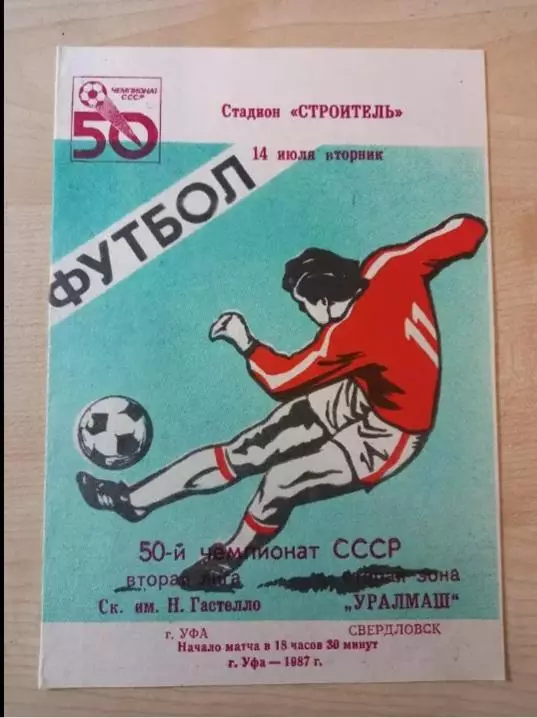 ЧЕМПИОНАТ
СССР
50
Стадион «СТРОИТЕЛЬ»
14 июля вторник
ФУТБОЛ
11
50-й чемпионат СССР
вторая лига зона
Ск. им. Н. Гастелло „УРАЛМАШ“
г. УФА СВЕРДЛОВСК
Начало матча в 18 часов 30 минут
г. Уфа—1987 г.